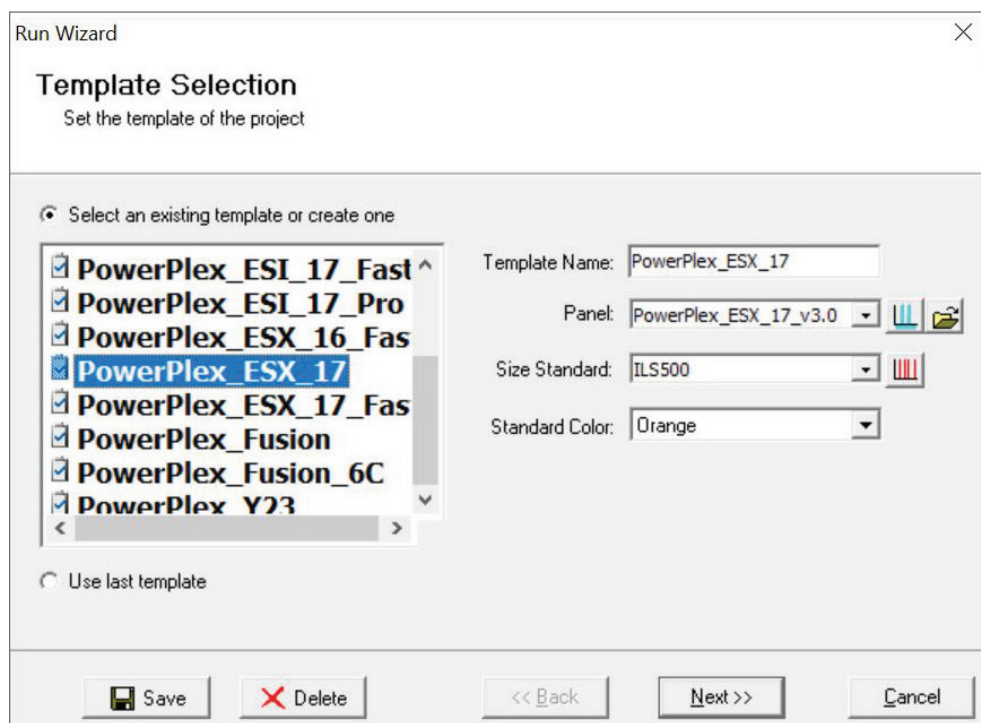 Run Wizard
Template Selection
Set the template of the project
Select an existing template or create one
PowerPlex_ESI_17_Fast
PowerPlex_ESI_17_Pro
PowerPlex_ESX_16_Fas
PowerPlex_ESX_17
PowerPlex_ESX_17_Fas
PowerPlex_Fusion
PowerPlex_Fusion_6C
PowerPlex_Y23
Template Name: PowerPlex_ESX_17
Panel: PowerPlex_ESX_17_v3.0
Size Standard: ILS500
Standard Color: Orange
Use last template
Save Delete << Back Next >> Cancel